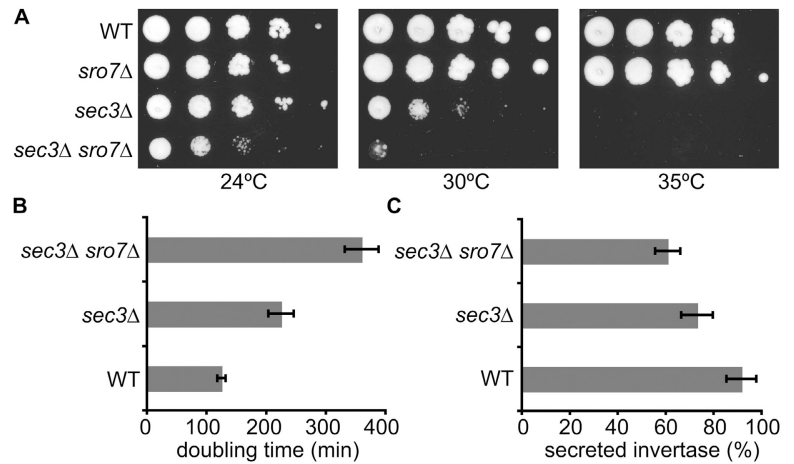 A
WT
sro7Δ
sec3Δ
sec3Δ sro7Δ
24ºC 30ºC 35ºC
B
sec3Δ sro7Δ
sec3Δ
WT
0 100 200 300 400
doubling time (min)
C
sec3Δ sro7Δ
sec3Δ
WT
0 20 40 60 80 100
secreted invertase (%)